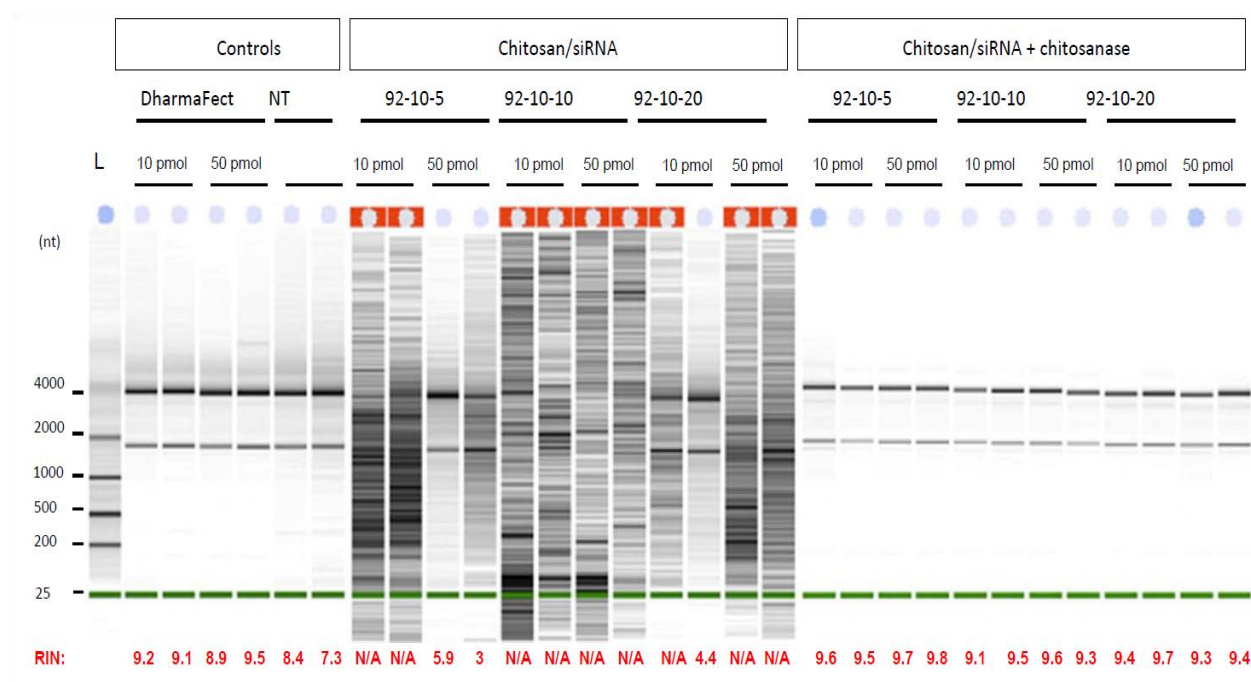 Controls Chitosan/siRNA Chitosan/siRNA + chitosanase
DharmaFect NT 92-10-5 92-10-10 92-10-20 92-10-5 92-10-10 92-10-20
L 10 pmol 50 pmol 10 pmol 50 pmol 10 pmol 50 pmol 10 pmol 50 pmol 10 pmol 50 pmol 10 pmol 50 pmol 10 pmol 50 pmol
(nt)
4000
2000
1000
500
200
25
RIN: 9.2 9.1 8.9 9.5 8.4 7.3 N/A N/A 5.9 3 N/A N/A N/A N/A N/A 4.4 N/A N/A 9.6 9.5 9.7 9.8 9.1 9.5 9.6 9.3 9.4 9.7 9.3 9.4